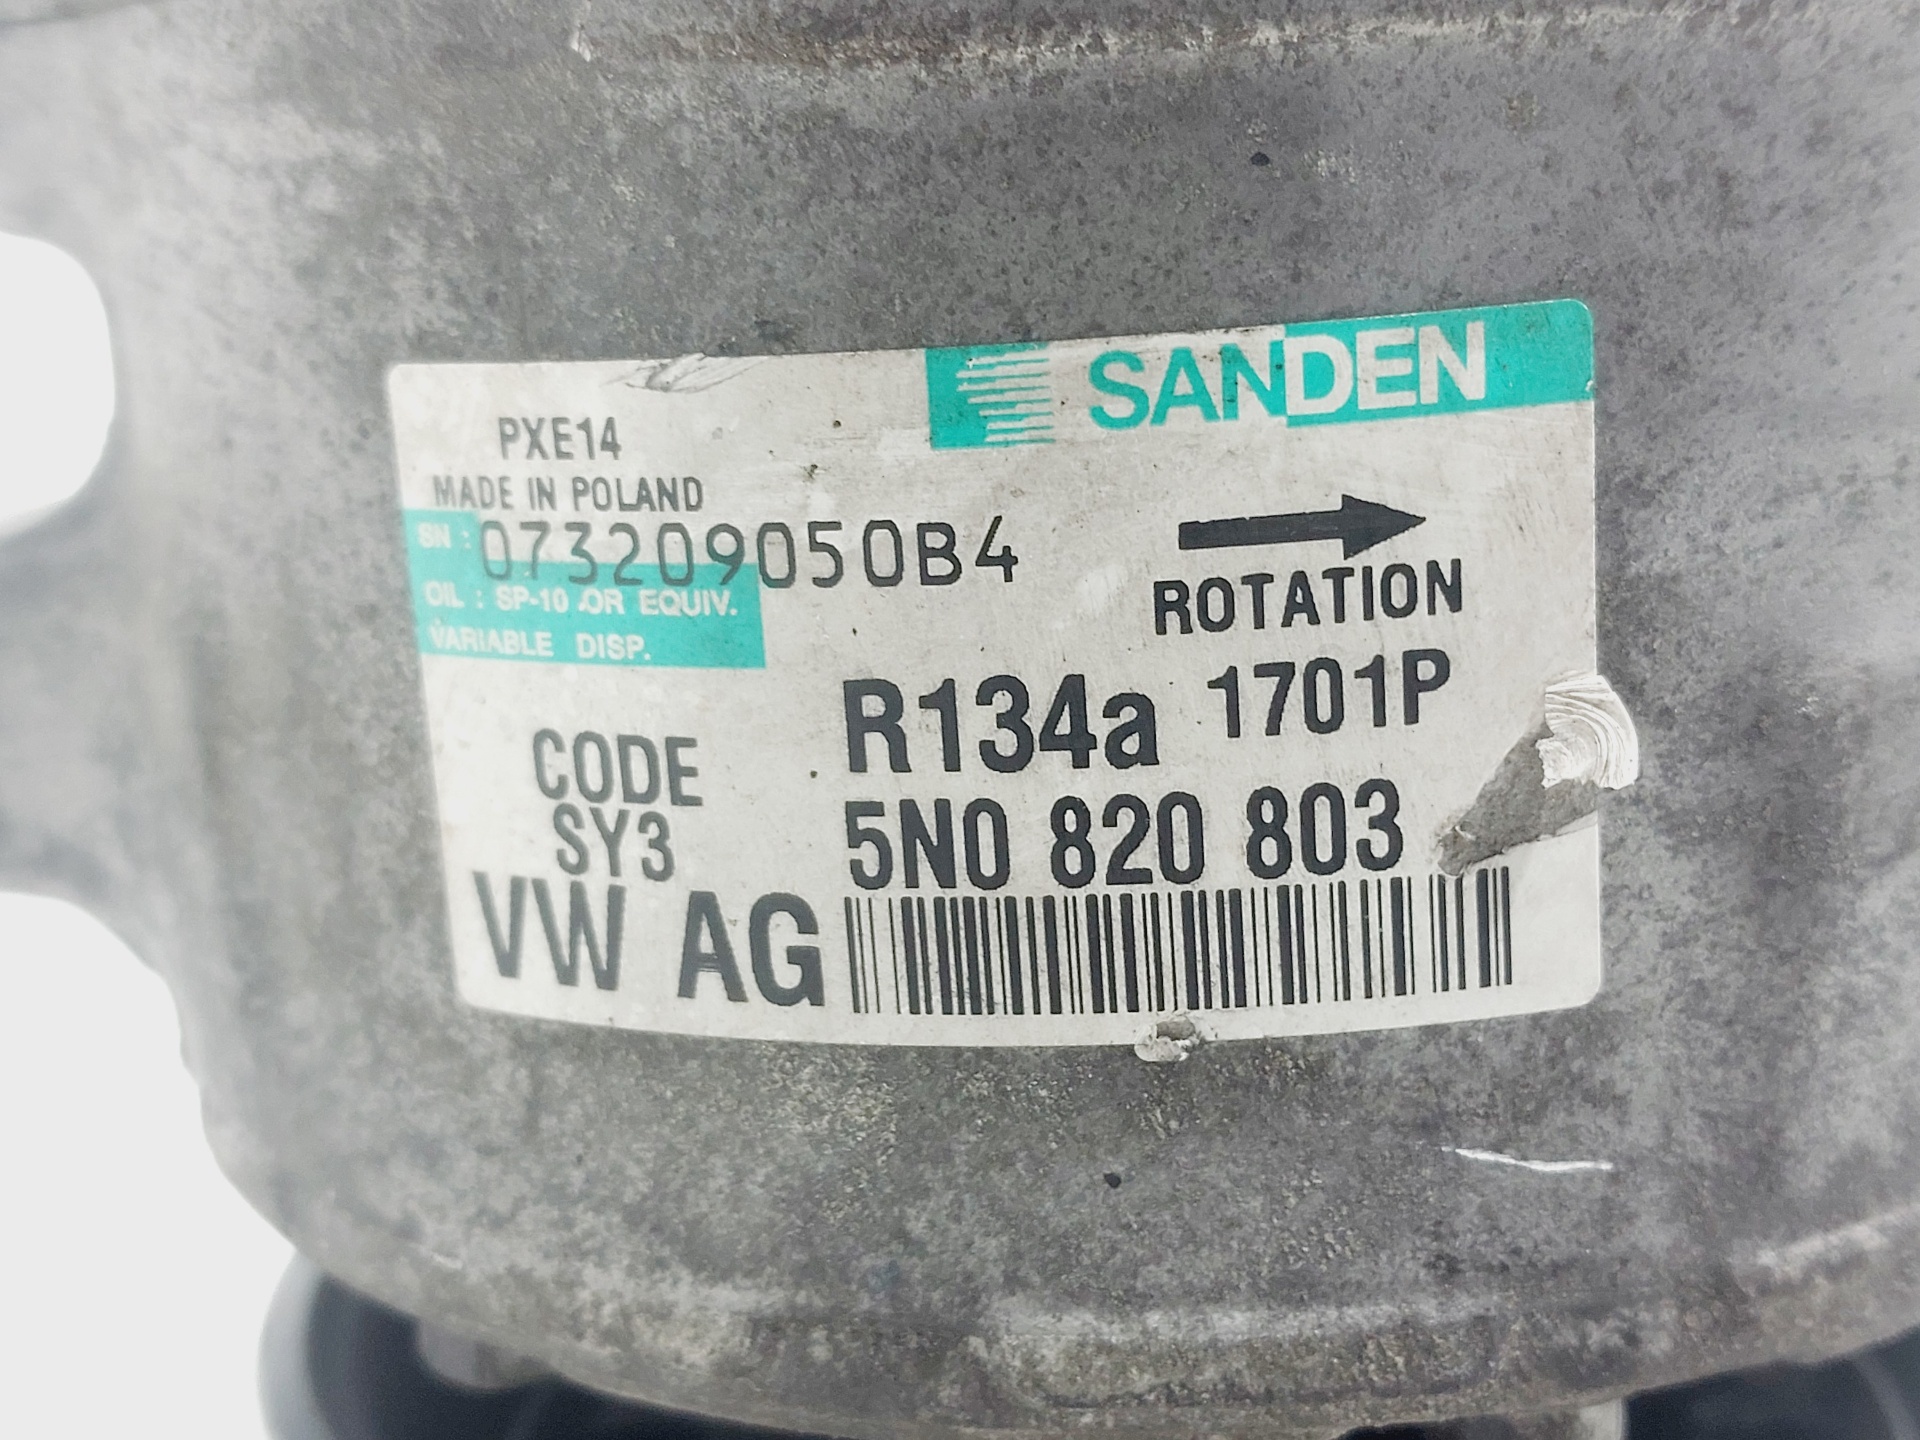 SANDEN
PXE14
MADE IN POLAND
SN : 073209050B4
OIL : SP-10 OR EQUIV.
VARIABLE DISP.
ROTATION
R134a 1701P
CODE
SY3
5N0 820 803
VW AG